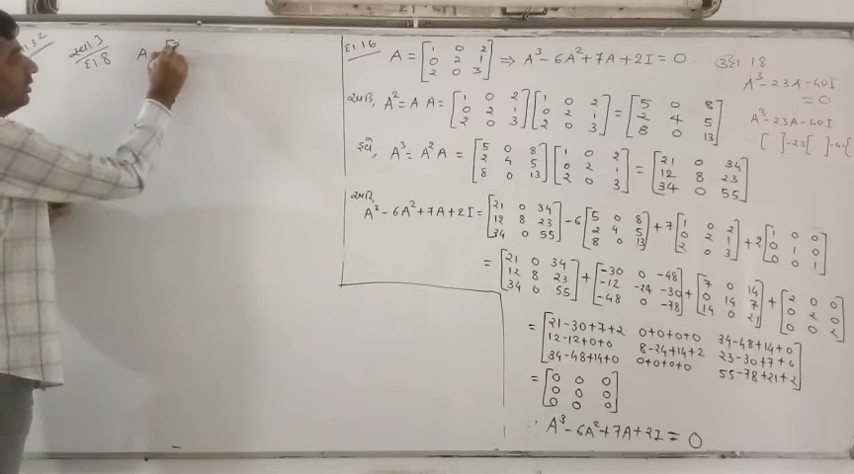 સ્વા.3
દા.8
A = [
દા.16 A = [1 0 2; 0 2 1; 2 0 3] ⇒ A³-6A²+7A+2I=0
A² = A A = [1 0 2; 0 2 1; 2 0 3] [1 0 2; 0 2 1; 2 0 3] = [5 0 8; 2 4 5; 8 0 13]
હવે, A³ = A² A = [5 0 8; 2 4 5; 8 0 13] [1 0 2; 0 2 1; 2 0 3] = [21 0 34; 12 8 23; 34 0 55]
A³-6A²+7A+2I = [21 0 34; 12 8 23; 34 0 55] -6 [5 0 8; 2 4 5; 8 0 13] +7 [1 0 2; 0 2 1; 2 0 3] +2 [1 0 0; 0 1 0; 0 0 1]
= [21 0 34; 12 8 23; 34 0 55] + [-30 0 -48; -12 -24 -30; -48 0 -78] + [7 0 14; 0 14 7; 14 0 21] + [2 0 0; 0 2 0; 0 0 2]
= [21-30+7+2 0+0+0+0 34-48+14+0; 12-12+0+0 8-24+14+2 23-30+7+0; 34-48+14+0 0+0+0+0 55-78+21+2]
= [0 0 0; 0 0 0; 0 0 0]
∴ A³-6A²+7A+2I=0
દા.18
A³-23A-40I
=0
A³-23A-40I
[ ]-23[ ]-40[